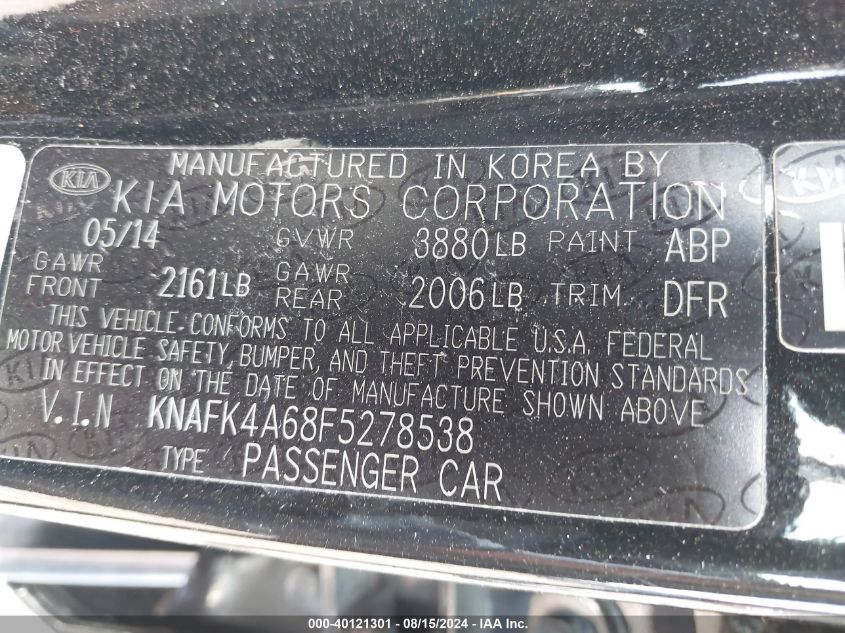 MANUFACTURED IN KOREA BY
KIA KIA MOTORS CORPORATION
05/14 GVWR 3880LB PAINT ABP
GAWR FRONT 2161LB GAWR REAR 2006LB TRIM. DFR
THIS VEHICLE CONFORMS TO ALL APPLICABLE U.S.A. FEDERAL
MOTOR VEHICLE SAFETY, BUMPER, AND THEFT PREVENTION STANDARDS
IN EFFECT ON THE DATE OF MANUFACTURE SHOWN ABOVE
V.I.N KNAFK4A68F5278538
TYPE PASSENGER CAR
000-40121301 - 08/15/2024 - IAA Inc.